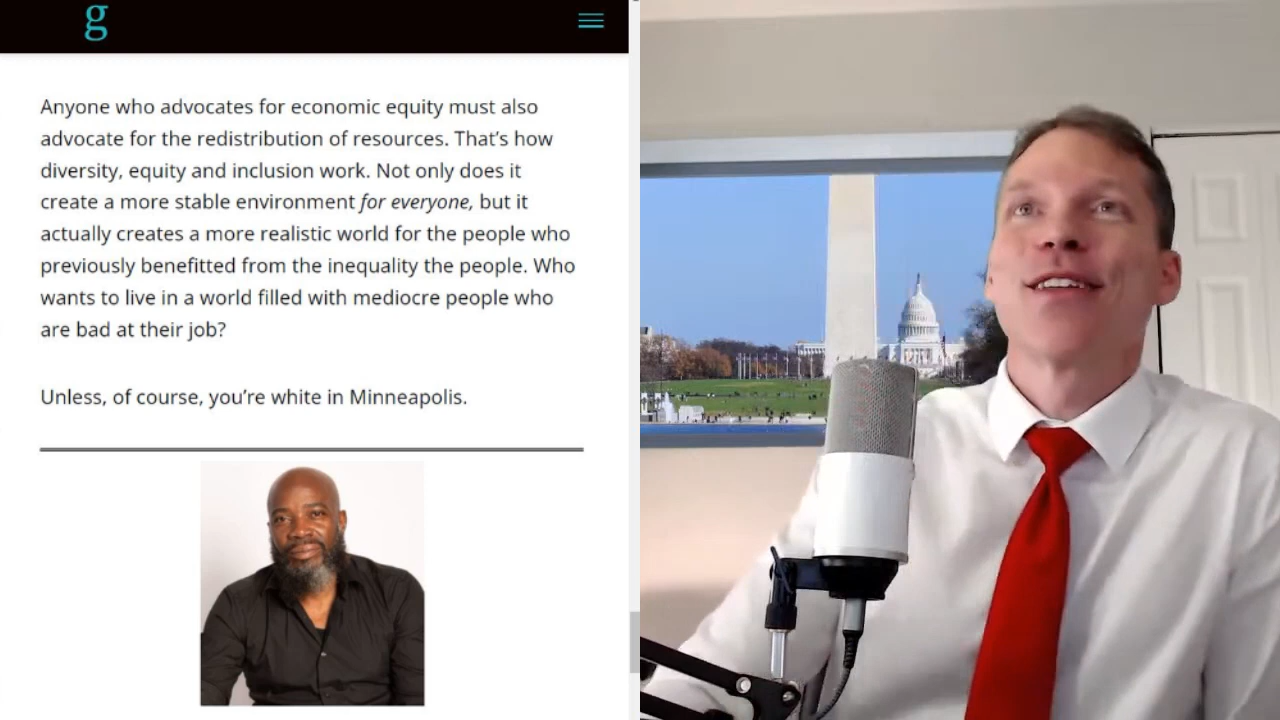 g
Anyone who advocates for economic equity must also
advocate for the redistribution of resources. That's how
diversity, equity and inclusion work. Not only does it
create a more stable environment for everyone, but it
actually creates a more realistic world for the people who
previously benefitted from the inequality the people. Who
wants to live in a world filled with mediocre people who
are bad at their job?
Unless, of course, you're white in Minneapolis.